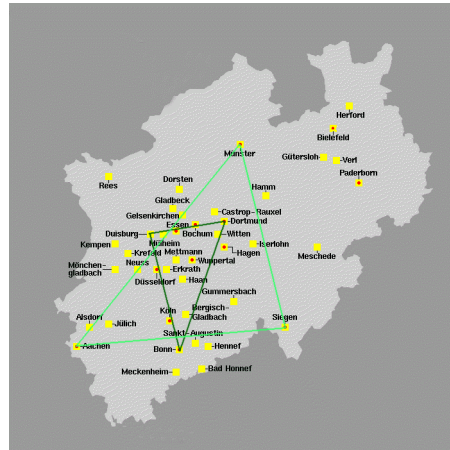 Herford
Bielefeld
Münster
Gütersloh
Verl
Paderborn
Rees
Dorsten
Hamm
Gladbeck
Gelsenkirchen
Castrop-Rauxel
Essen
Dortmund
Duisburg
Bochum
Witten
Kempen
Mülheim
Hagen
Iserlohn
Krefeld
Mettmann
Meschede
Wuppertal
Mönchen-
gladbach
Neuss
Erkrath
Düsseldorf
Haan
Gummersbach
Bergisch-
Gladbach
Alsdorf
Jülich
Köln
Siegen
Sankt-Augustin
Aachen
Bonn
Hennef
Meckenheim
Bad Honnef